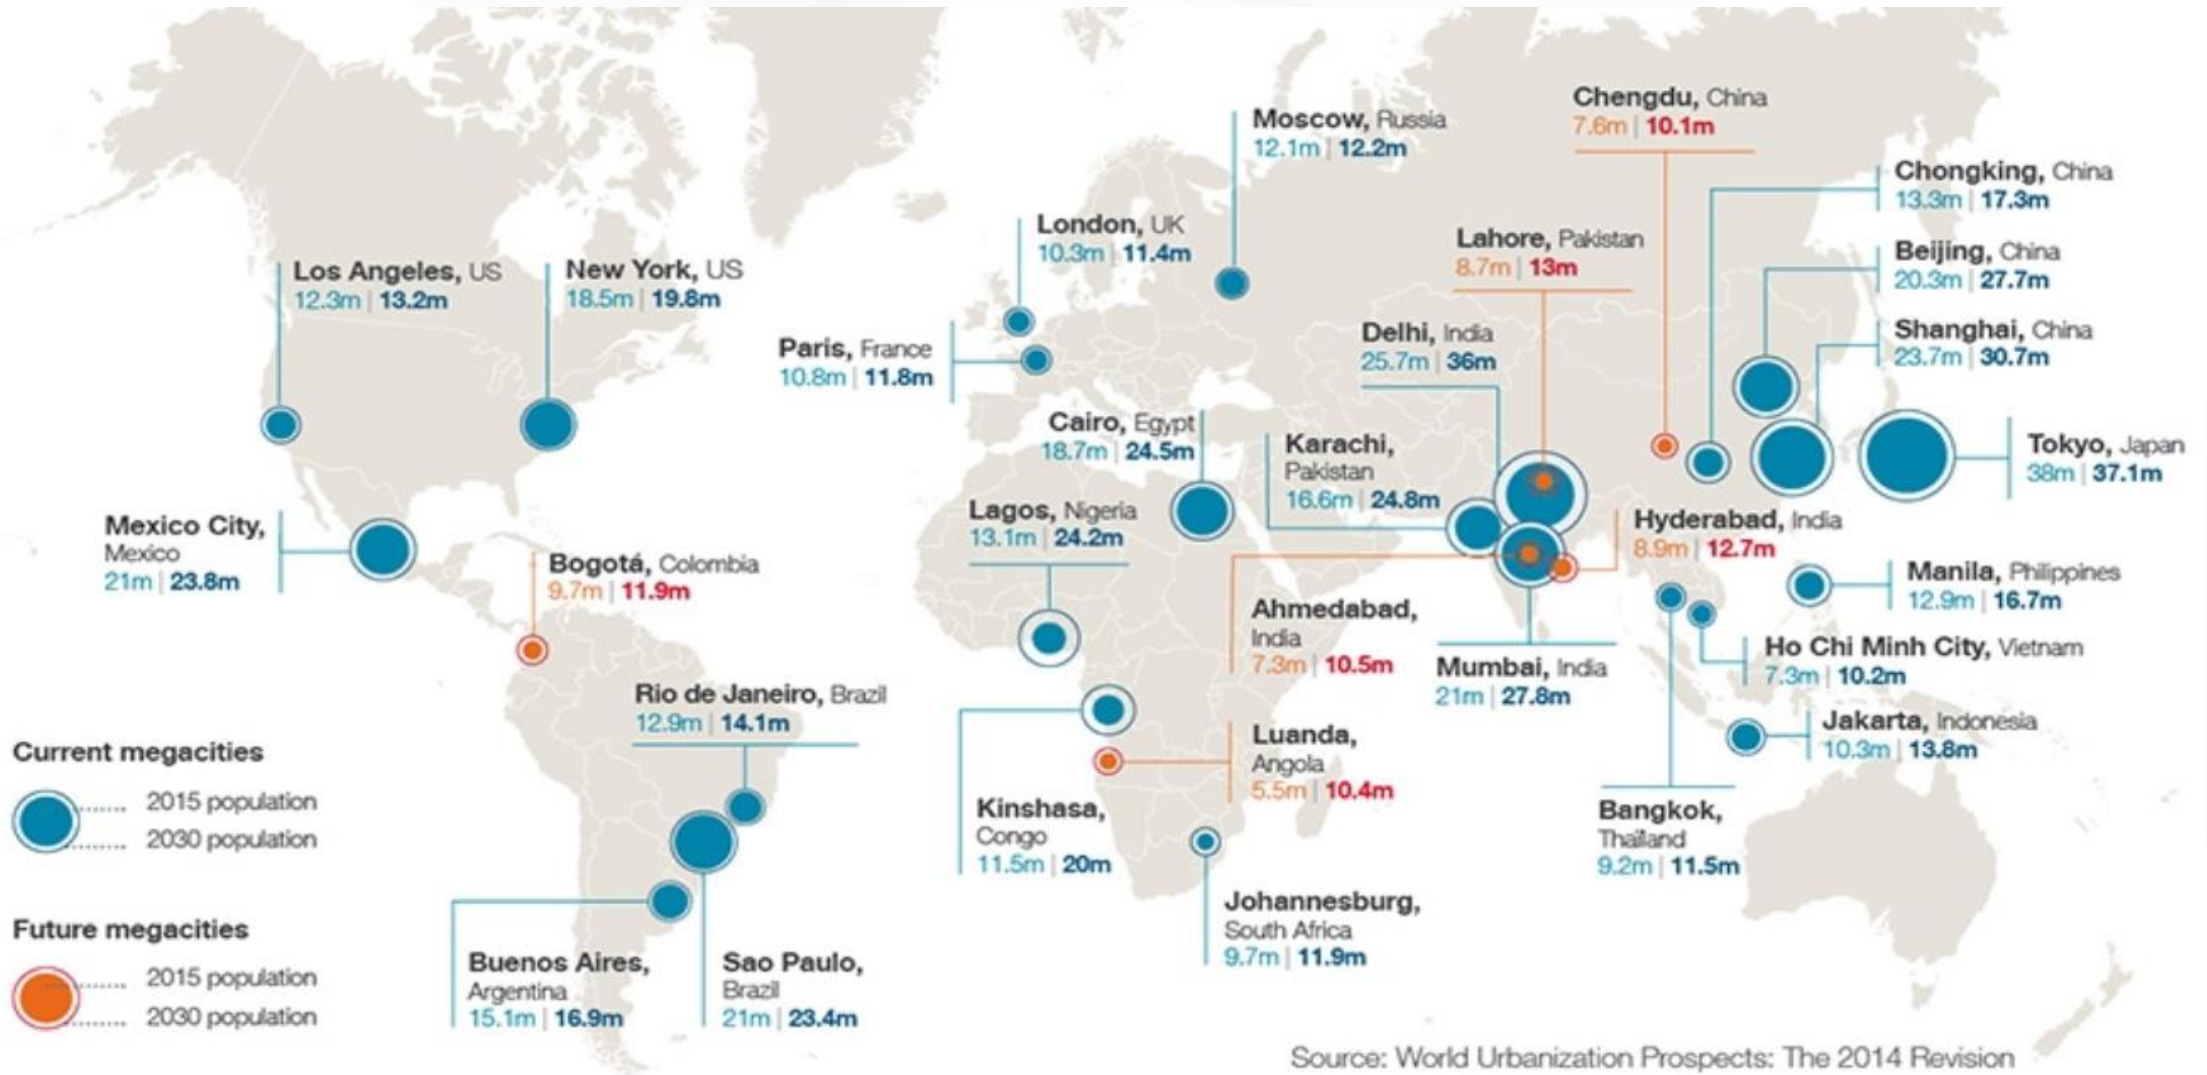 Chengdu, China
7.6m | 10.1m
Moscow, Russia
12.1m | 12.2m
Chongking, China
13.3m | 17.3m
London, UK
10.3m | 11.4m
Lahore, Pakistan
8.7m | 13m
Beijing, China
20.3m | 27.7m
Los Angeles, US
12.3m | 13.2m
New York, US
18.5m | 19.8m
Paris, France
10.8m | 11.8m
Delhi, India
25.7m | 36m
Shanghai, China
23.7m | 30.7m
Cairo, Egypt
18.7m | 24.5m
Karachi,
Pakistan
16.6m | 24.8m
Tokyo, Japan
38m | 37.1m
Mexico City,
Mexico
21m | 23.8m
Lagos, Nigeria
13.1m | 24.2m
Hyderabad, India
8.9m | 12.7m
Bogotá, Colombia
9.7m | 11.9m
Manila, Philippines
12.9m | 16.7m
Ahmedabad,
India
7.3m | 10.5m
Mumbai, India
21m | 27.8m
Ho Chi Minh City, Vietnam
7.3m | 10.2m
Rio de Janeiro, Brazil
12.9m | 14.1m
Luanda,
Angola
5.5m | 10.4m
Jakarta, Indonesia
10.3m | 13.8m
Current megacities
2015 population
2030 population
Kinshasa,
Congo
11.5m | 20m
Bangkok,
Thailand
9.2m | 11.5m
Johannesburg,
South Africa
9.7m | 11.9m
Future megacities
2015 population
2030 population
Buenos Aires,
Argentina
15.1m | 16.9m
Sao Paulo,
Brazil
21m | 23.4m
Source: World Urbanization Prospects: The 2014 Revision